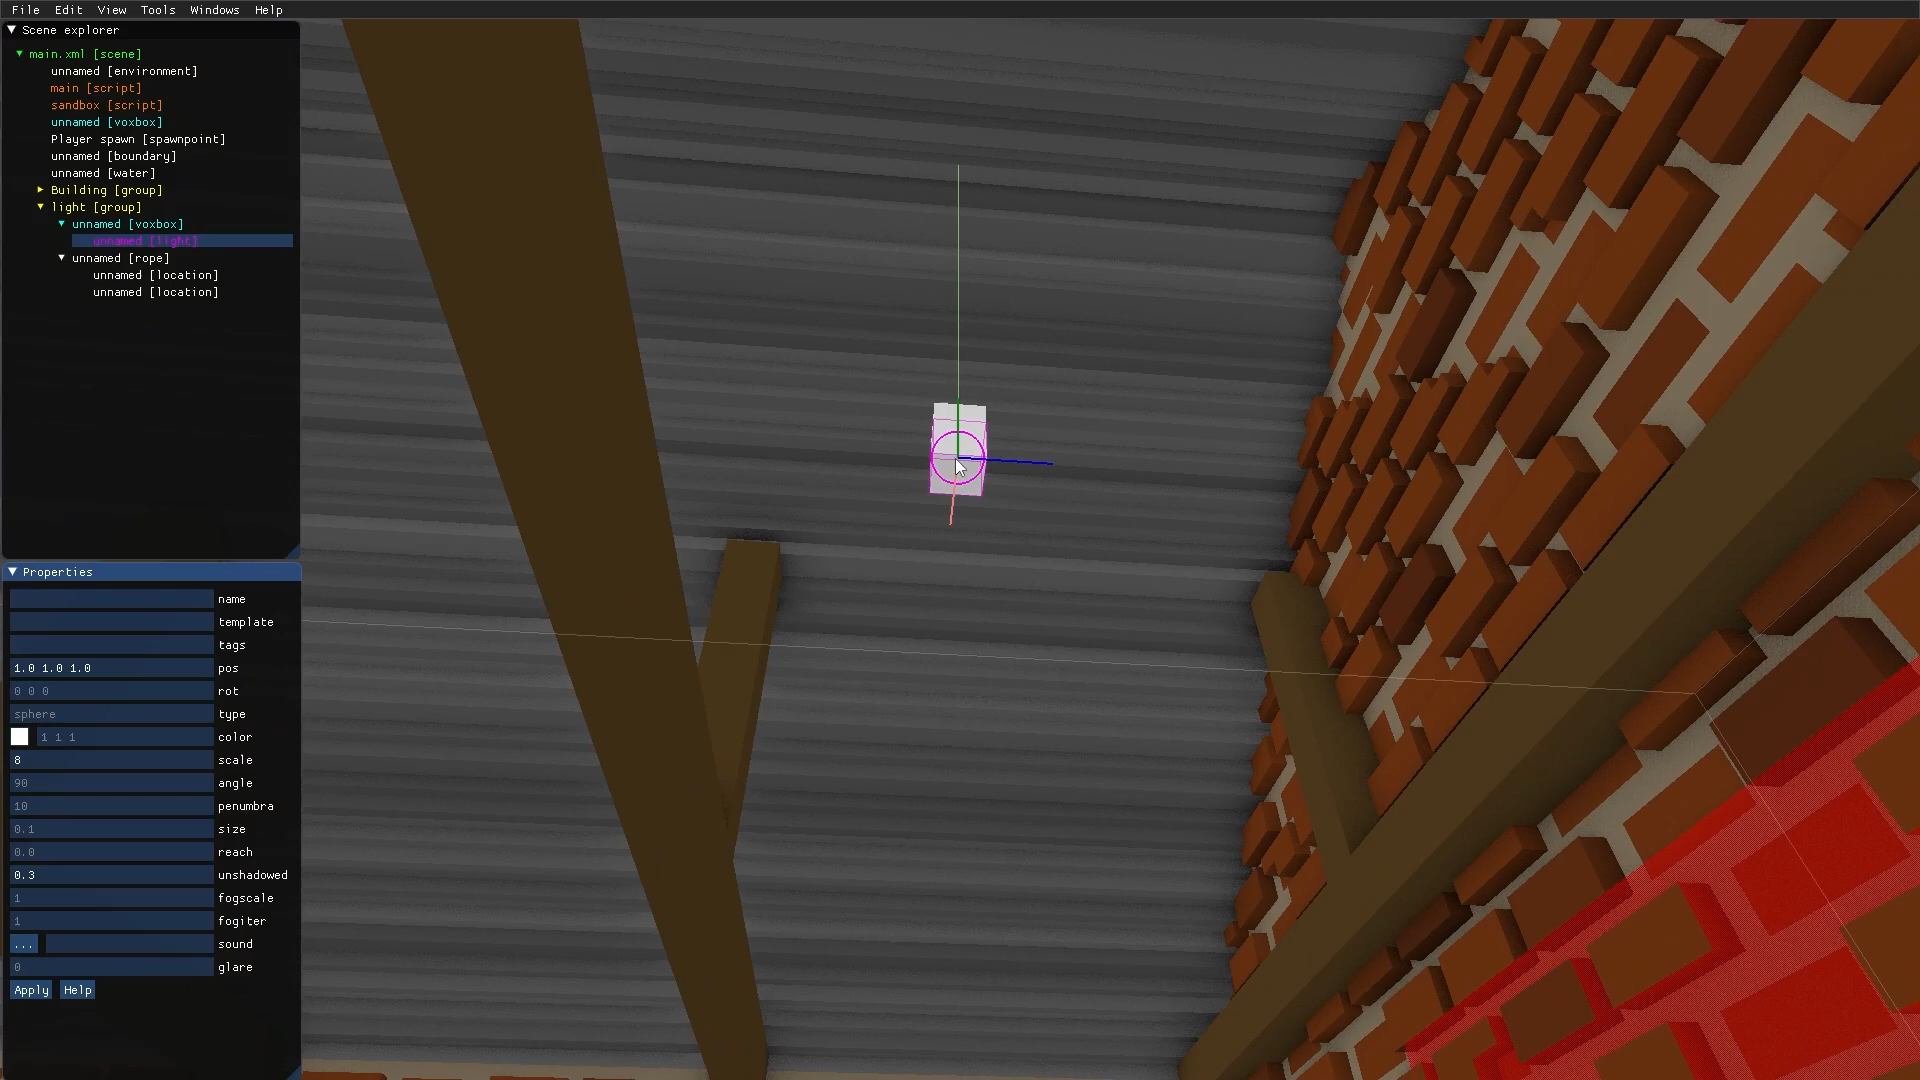 File Edit View Tools Windows Help
Scene explorer
main.xml [scene]
unnamed [environment]
main [script]
sandbox [script]
unnamed [voxbox]
Player spawn [spawnpoint]
unnamed [boundary]
unnamed [water]
Building [group]
light [group]
unnamed [voxbox]
unnamed [light]
unnamed [rope]
unnamed [location]
unnamed [location]
Properties
name
template
tags
1.0 1.0 1.0 pos
0 0 0 rot
sphere type
1 1 1 color
8 scale
90 angle
10 penumbra
0.1 size
0.0 reach
0.3 unshadowed
1 fogscale
1 fogiter
... sound
0 glare
Apply Help